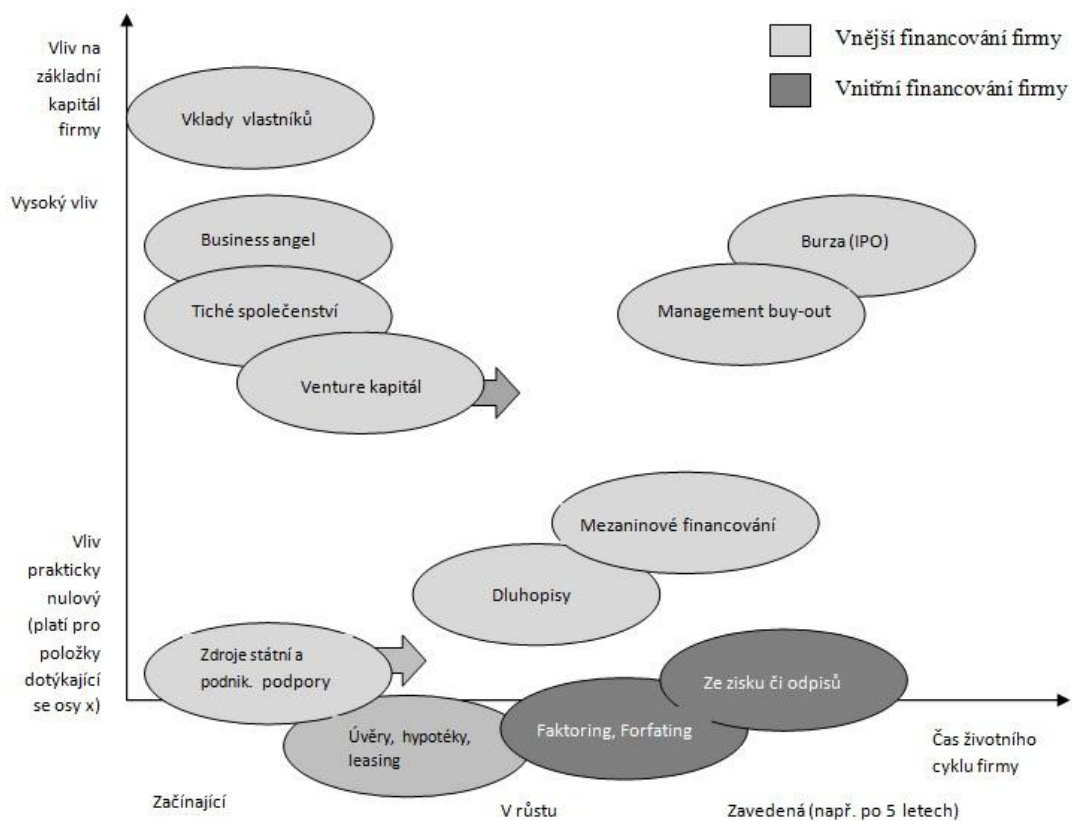 Vliv na
základní
kapitál
firmy
Vnější financování firmy
Vnitřní financování firmy
Vklady vlastníků
Vysoký vliv
Business angel
Burza (IPO)
Tiché společenství
Management buy-out
Venture kapitál
Mezaninové financování
Vliv
prakticky
nulový
(platí pro
položky
dotýkající
se osy x)
Dluhopisy
Zdroje státní a
podnik. podpory
Ze zisku či odpisů
Úvěry, hypotéky,
leasing
Faktoring, Forfating
Čas životního
cyklu firmy
Začínající
V růstu
Zavedená (např. po 5 letech)